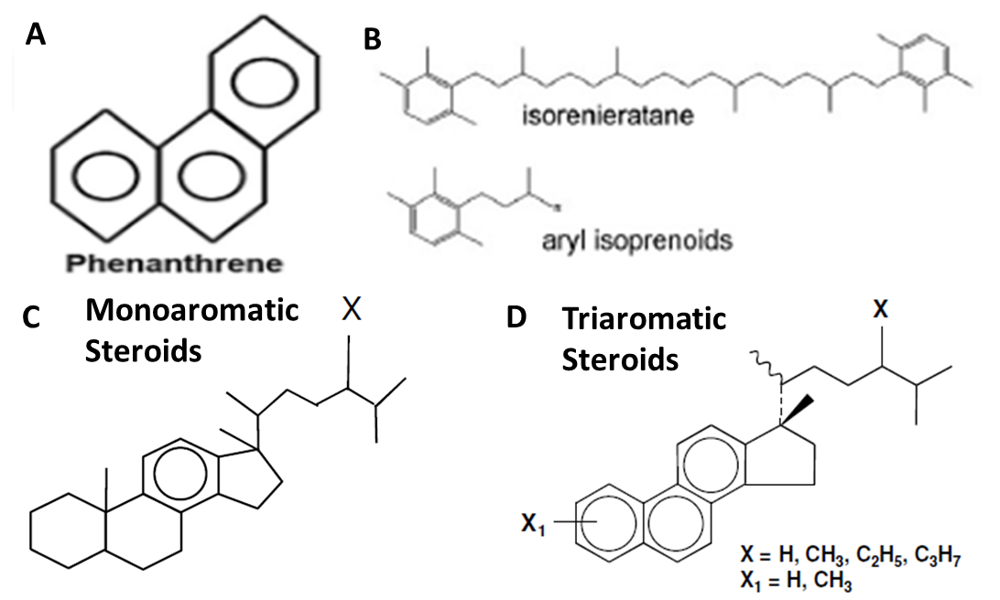 A
Phenanthrene
B
isorenieratane
aryl isoprenoids
C
Monoaromatic
Steroids
X
D
Triaromatic
Steroids
X
X₁
X = H, CH₃, C₂H₅, C₃H₇
X₁ = H, CH₃